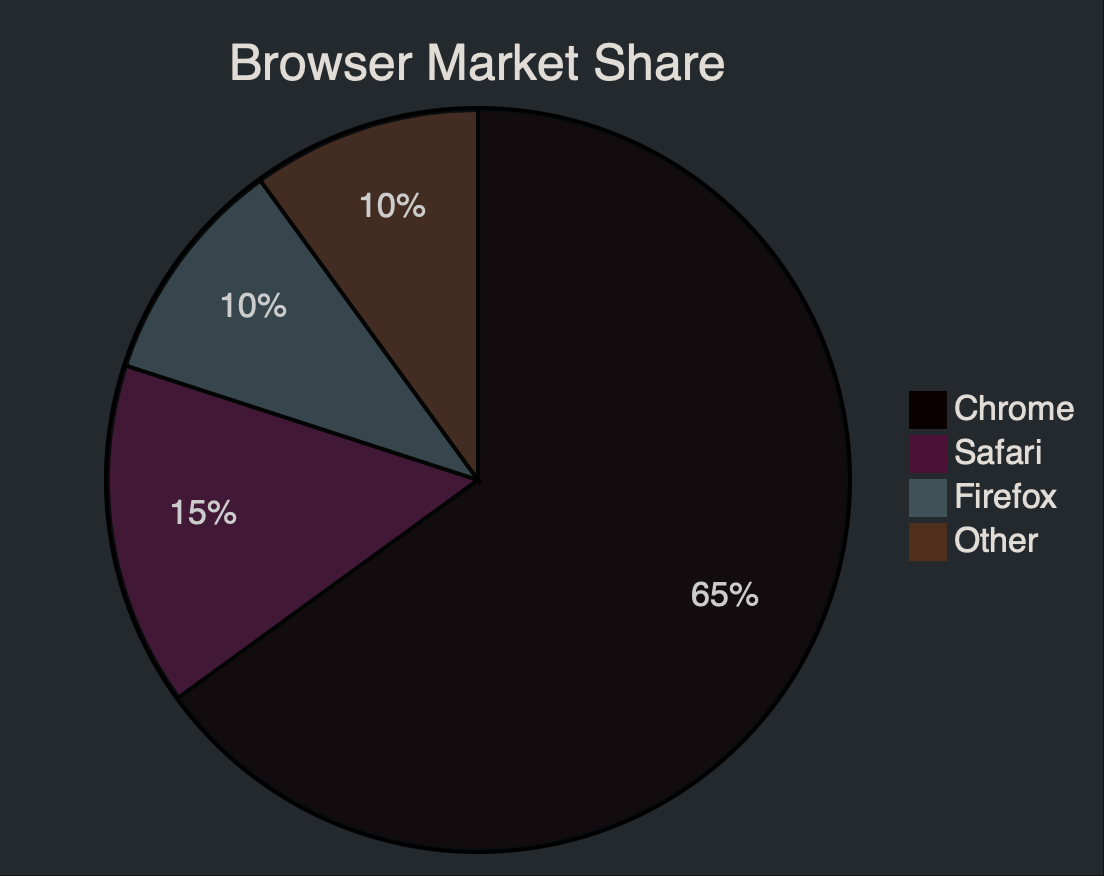 Browser Market Share
10%
10%
15%
65%
Chrome
Safari
Firefox
Other